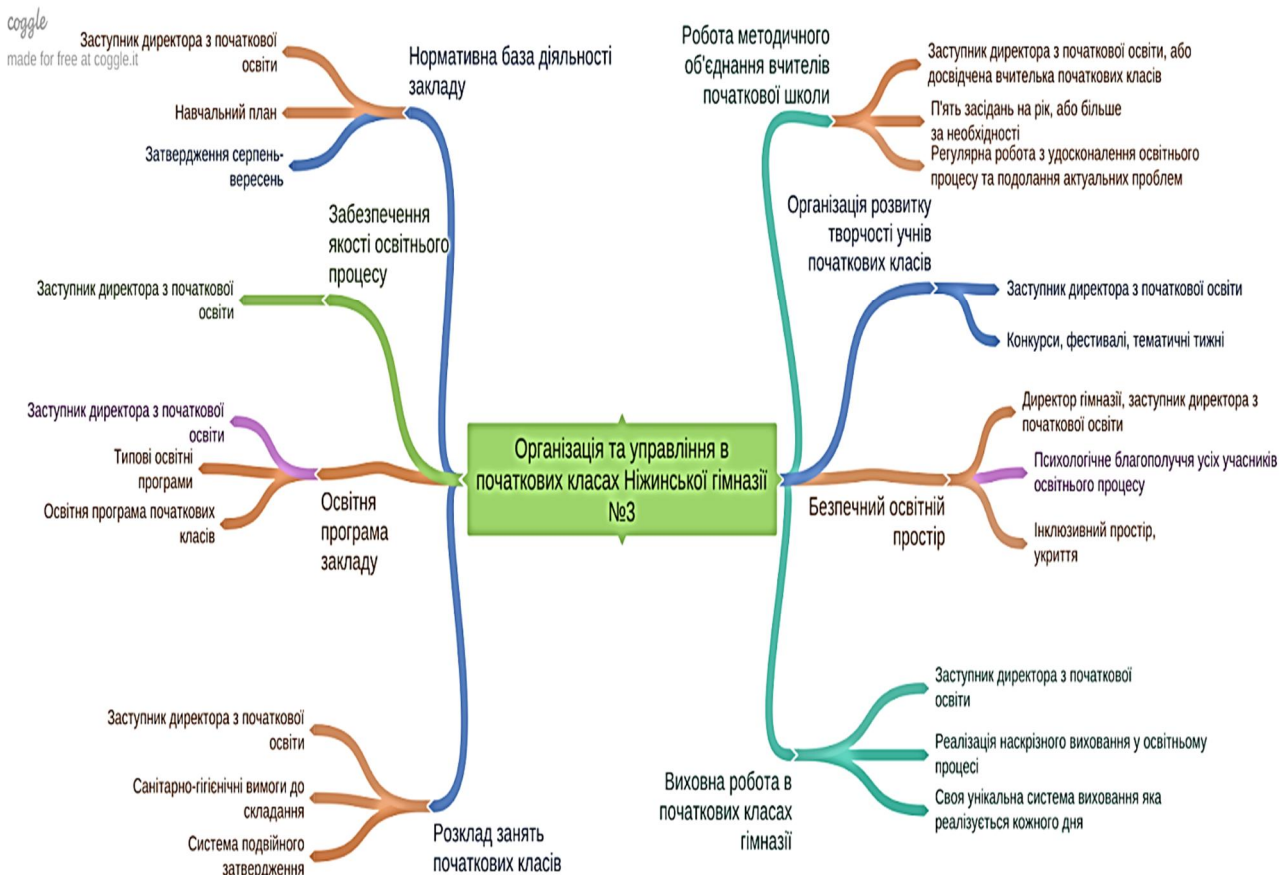 coggle
made for free at coggle.it
Заступник директора з початкової
освіти
Навчальний план
Затвердження серпень-
вересень
Нормативна база діяльності
закладу
Забезпечення
якості освітнього
процесу
Заступник директора з початкової
освіти
Заступник директора з початкової
освіти
Типові освітні
програми
Освітня програма початкових
класів
Освітня
програма
закладу
Заступник директора з початкової
освіти
Санітарно-гігієнічні вимоги до
складання
Система подвійного
затвердження
Розклад занять
початкових класів
Організація та управління в
початкових класах Ніжинської гімназії
№3
Робота методичного
об'єднання вчителів
початкової школи
Заступник директора з початкової освіти, або
досвідчена вчителька початкових класів
П'ять засідань на рік, або більше
за необхідності
Регулярна робота з удосконалення освітнього
процесу та подолання актуальних проблем
Організація розвитку
творчості учнів
початкових класів
Заступник директора з початкової освіти
Конкурси, фестивалі, тематичні тижні
Директор гімназії, заступник директора з
початкової освіти
Психологічне благополуччя усіх учасників
освітнього процесу
Інклюзивний простір,
укриття
Безпечний освітній
простір
Заступник директора з початкової
освіти
Реалізація наскрізного виховання у освітньому
процесі
Своя унікальна система виховання яка
реалізується кожного дня
Виховна робота в
початкових класах
гімназії